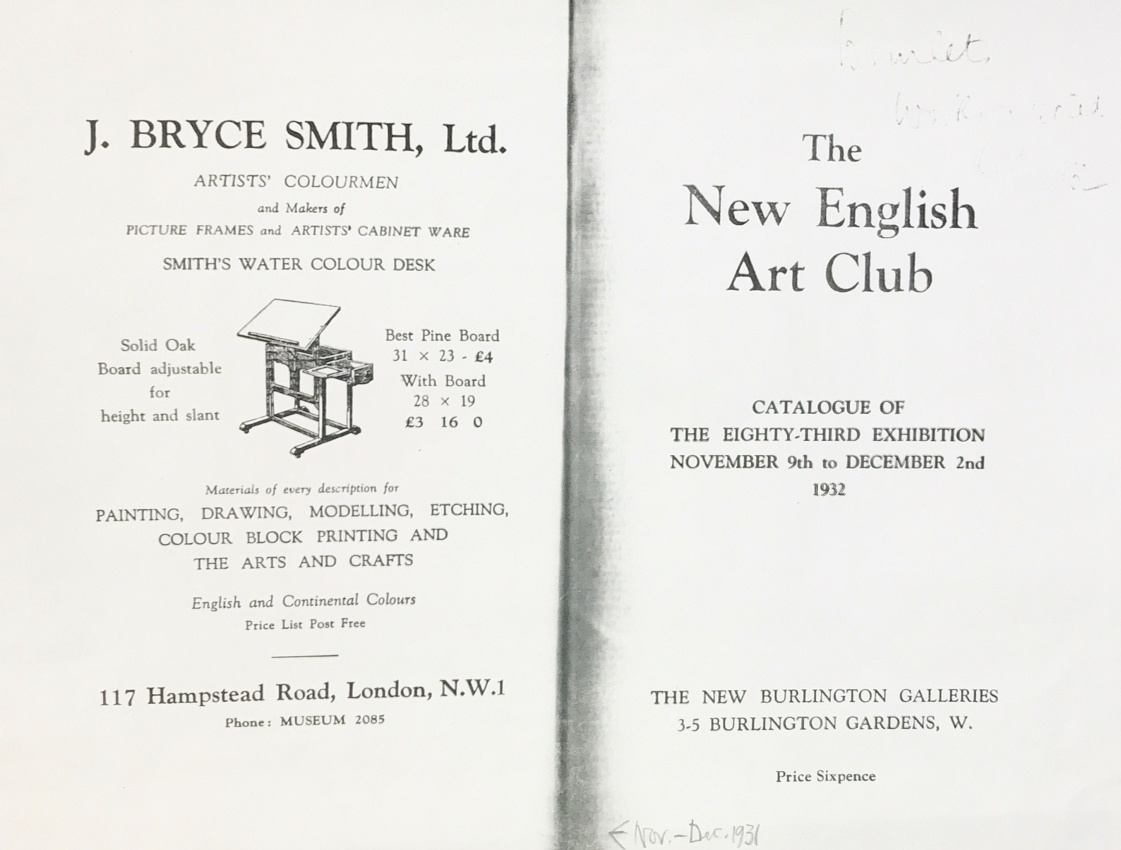 J. BRYCE SMITH, Ltd.
ARTISTS' COLOURMEN
and Makers of
PICTURE FRAMES and ARTISTS' CABINET WARE
SMITH'S WATER COLOUR DESK
Solid Oak
Board adjustable
for
height and slant
Best Pine Board
31 × 23 - £4
With Board
28 × 19
£3 16 0
Materials of every description for
PAINTING, DRAWING, MODELLING, ETCHING,
COLOUR BLOCK PRINTING AND
THE ARTS AND CRAFTS
English and Continental Colours
Price List Post Free
117 Hampstead Road, London, N.W.1
Phone: MUSEUM 2085
The
New English
Art Club
CATALOGUE OF
THE EIGHTY-THIRD EXHIBITION
NOVEMBER 9th to DECEMBER 2nd
1932
THE NEW BURLINGTON GALLERIES
3-5 BURLINGTON GARDENS, W.
Price Sixpence
← Nov.-Dec. 1931